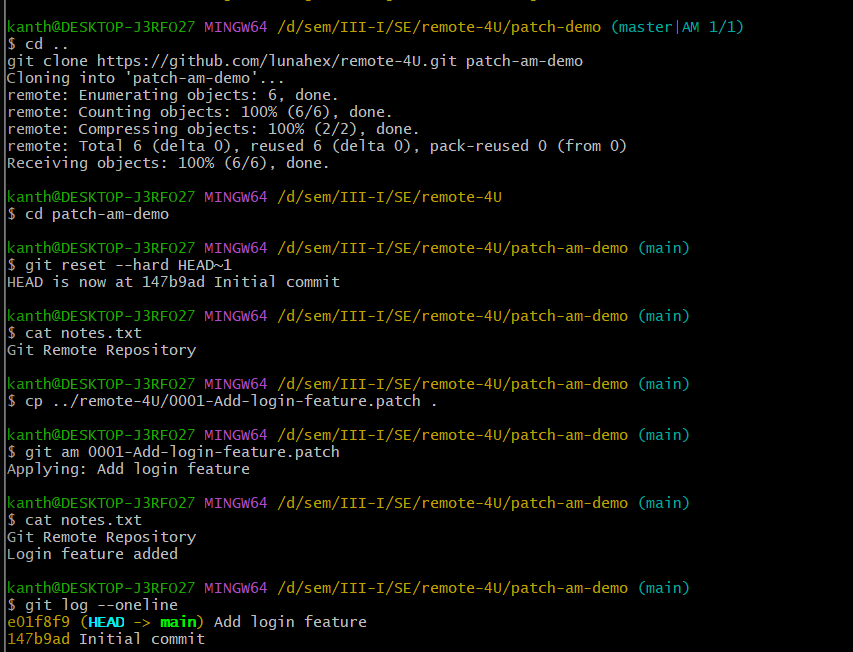 kanth@DESKTOP-J3RFO27 MINGW64 /d/sem/III-I/SE/remote-4U/patch-demo (master|AM 1/1)
$ cd ..
git clone https://github.com/lunahex/remote-4U.git patch-am-demo
Cloning into 'patch-am-demo'...
remote: Enumerating objects: 6, done.
remote: Counting objects: 100% (6/6), done.
remote: Compressing objects: 100% (2/2), done.
remote: Total 6 (delta 0), reused 6 (delta 0), pack-reused 0 (from 0)
Receiving objects: 100% (6/6), done.
kanth@DESKTOP-J3RFO27 MINGW64 /d/sem/III-I/SE/remote-4U
$ cd patch-am-demo
kanth@DESKTOP-J3RFO27 MINGW64 /d/sem/III-I/SE/remote-4U/patch-am-demo (main)
$ git reset --hard HEAD~1
HEAD is now at 147b9ad Initial commit
kanth@DESKTOP-J3RFO27 MINGW64 /d/sem/III-I/SE/remote-4U/patch-am-demo (main)
$ cat notes.txt
Git Remote Repository
kanth@DESKTOP-J3RFO27 MINGW64 /d/sem/III-I/SE/remote-4U/patch-am-demo (main)
$ cp ../remote-4U/0001-Add-login-feature.patch .
kanth@DESKTOP-J3RFO27 MINGW64 /d/sem/III-I/SE/remote-4U/patch-am-demo (main)
$ git am 0001-Add-login-feature.patch
Applying: Add login feature
kanth@DESKTOP-J3RFO27 MINGW64 /d/sem/III-I/SE/remote-4U/patch-am-demo (main)
$ cat notes.txt
Git Remote Repository
Login feature added
kanth@DESKTOP-J3RFO27 MINGW64 /d/sem/III-I/SE/remote-4U/patch-am-demo (main)
$ git log --oneline
e01f8f9 (HEAD -> main) Add login feature
147b9ad Initial commit